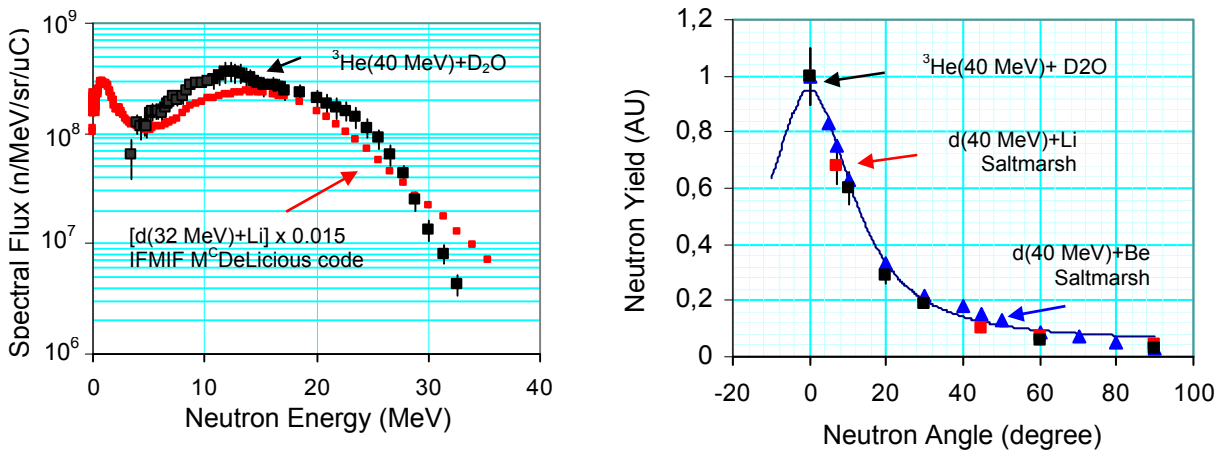 Spectral Flux (n/MeV/sr/uC)
10⁹
10⁸
10⁷
10⁶
³He(40 MeV)+D₂O
[d(32 MeV)+Li] x 0.015
IFMIF MᶜDeLicious code
0
10
20
30
40
Neutron Energy (MeV)
Neutron Yield (AU)
1,2
1
0,8
0,6
0,4
0,2
0
³He(40 MeV)+ D2O
d(40 MeV)+Li
Saltmarsh
d(40 MeV)+Be
Saltmarsh
-20
0
20
40
60
80
100
Neutron Angle (degree)